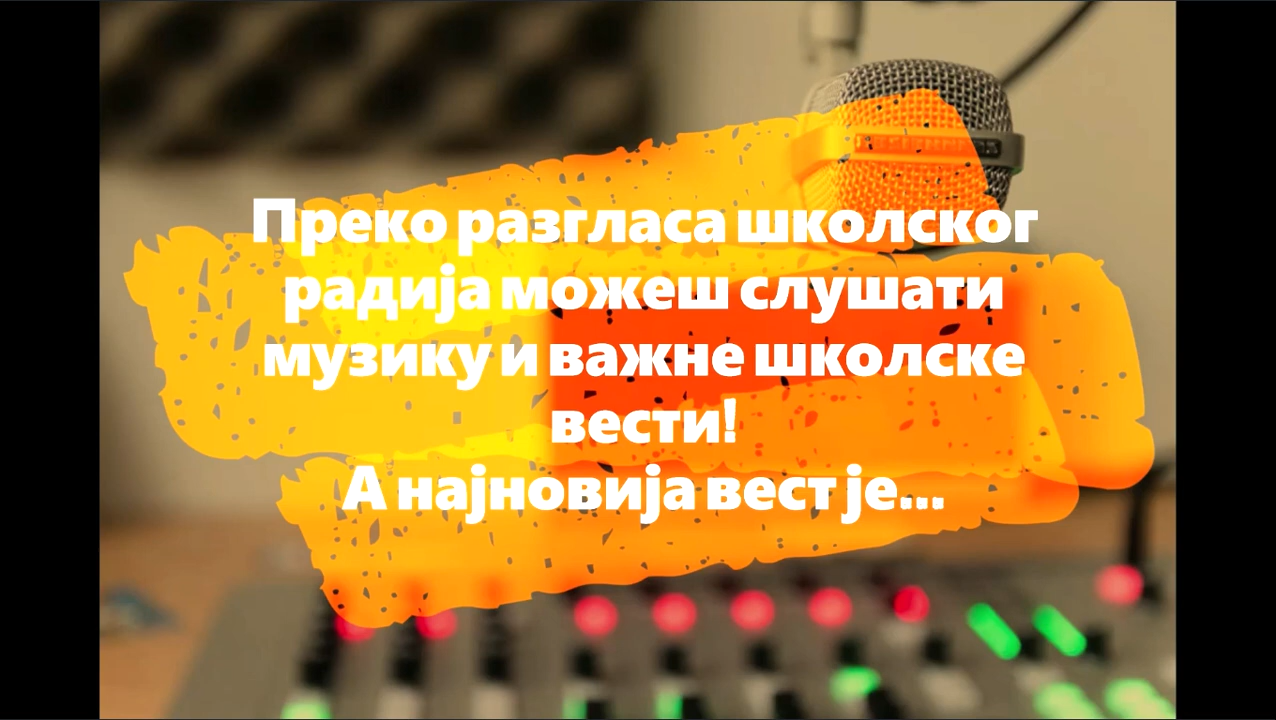 Преко разгласа школског
радија можеш слушати
музику и важне школске
вести!
А најновија вест је...